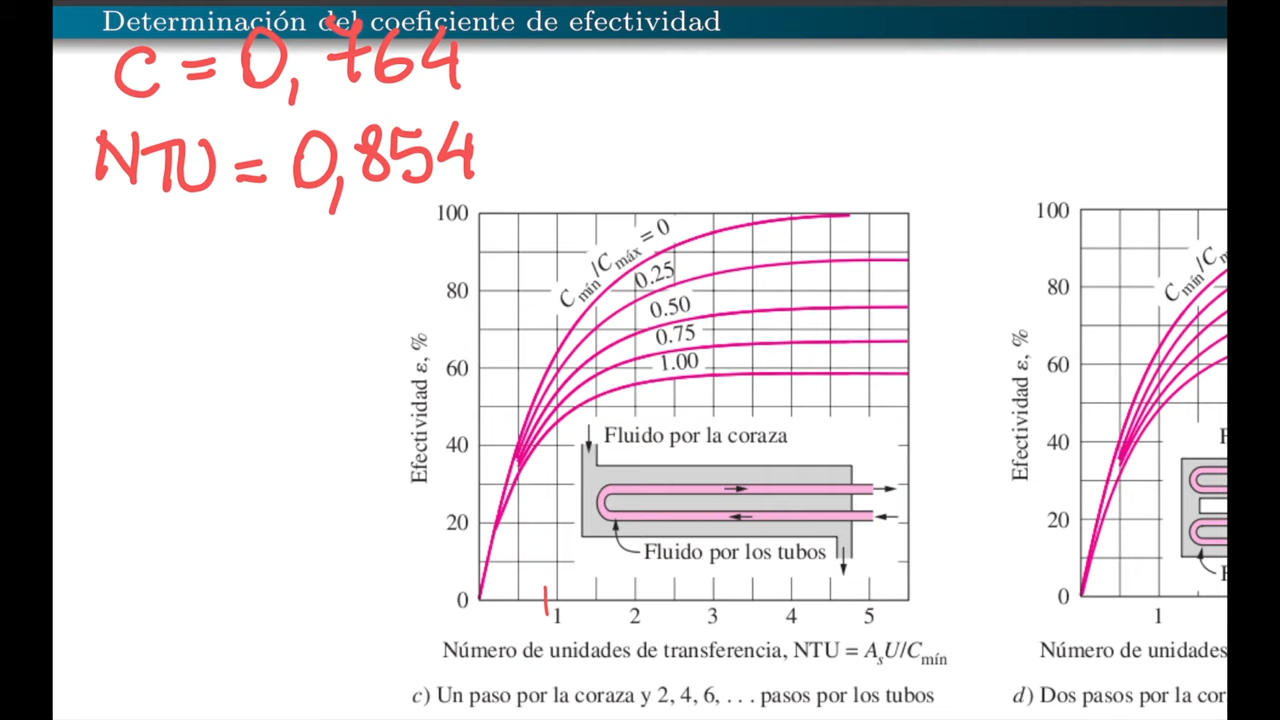 Determinación del coeficiente de efectividad
C = 0,764
NTU = 0,854
100
80
60
40
20
0
Efectividad ε, %
Cmín/Cmáx = 0
0.25
0.50
0.75
1.00
Fluido por la coraza
Fluido por los tubos
1
2
3
4
5
Número de unidades de transferencia, NTU = AsU/Cmín
c) Un paso por la coraza y 2, 4, 6, . . . pasos por los tubos
100
80
60
40
20
0
Efectividad ε, %
Cmín/C
F
F
1
Número de unidades
d) Dos pasos por la cor